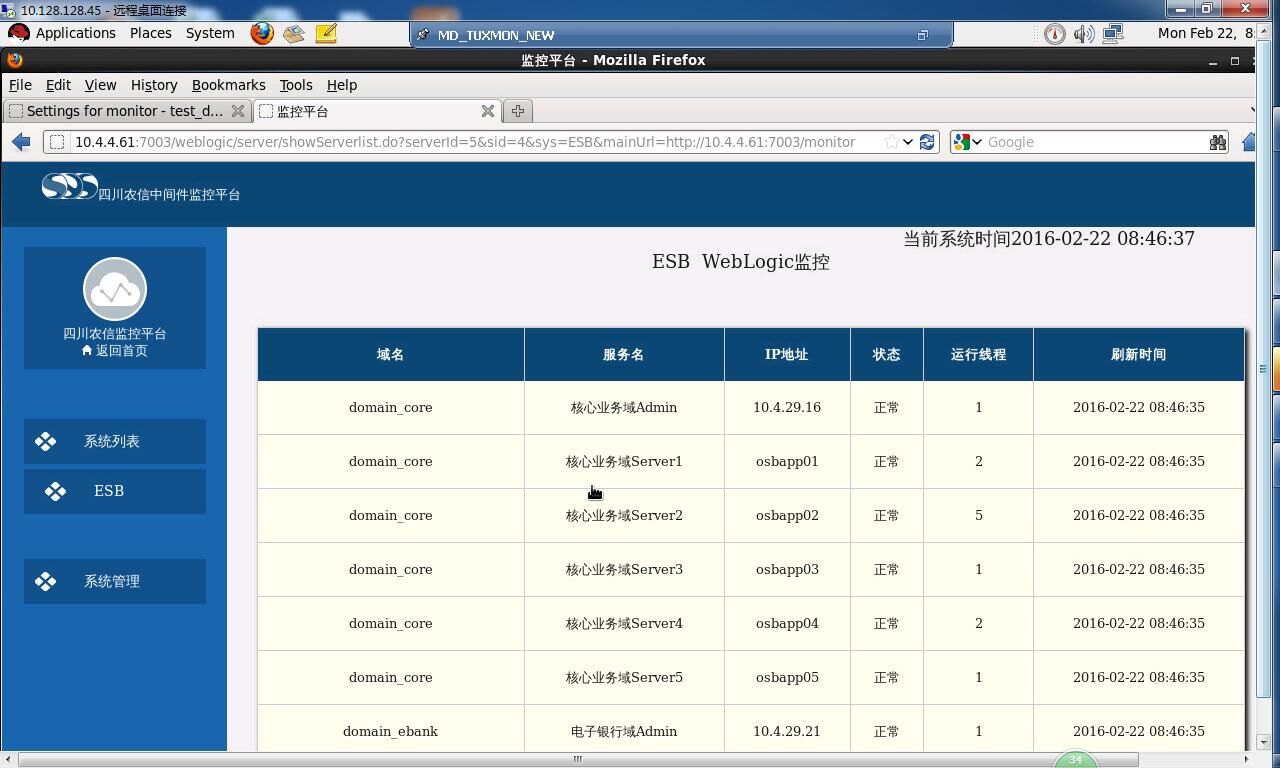 10.128.128.45 - 远程桌面连接
Applications Places System
MD_TUXMON_NEW
Mon Feb 22, 8
监控平台 - Mozilla Firefox
File Edit View History Bookmarks Tools Help
Settings for monitor - test_d...
监控平台
10.4.4.61:7003/weblogic/server/showServerlist.do?serverId=5&sid=4&sys=ESB&mainUrl=http://10.4.4.61:7003/monitor
Google
四川农信中间件监控平台
当前系统时间2016-02-22 08:46:37
ESB WebLogic监控
四川农信监控平台
返回首页
系统列表
ESB
系统管理
域名 服务名 IP地址 状态 运行线程 刷新时间
domain_core 核心业务域Admin 10.4.29.16 正常 1 2016-02-22 08:46:35
domain_core 核心业务域Server1 osbapp01 正常 2 2016-02-22 08:46:35
domain_core 核心业务域Server2 osbapp02 正常 5 2016-02-22 08:46:35
domain_core 核心业务域Server3 osbapp03 正常 1 2016-02-22 08:46:35
domain_core 核心业务域Server4 osbapp04 正常 2 2016-02-22 08:46:35
domain_core 核心业务域Server5 osbapp05 正常 1 2016-02-22 08:46:35
domain_ebank 电子银行域Admin 10.4.29.21 正常 1 2016-02-22 08:46:35
34